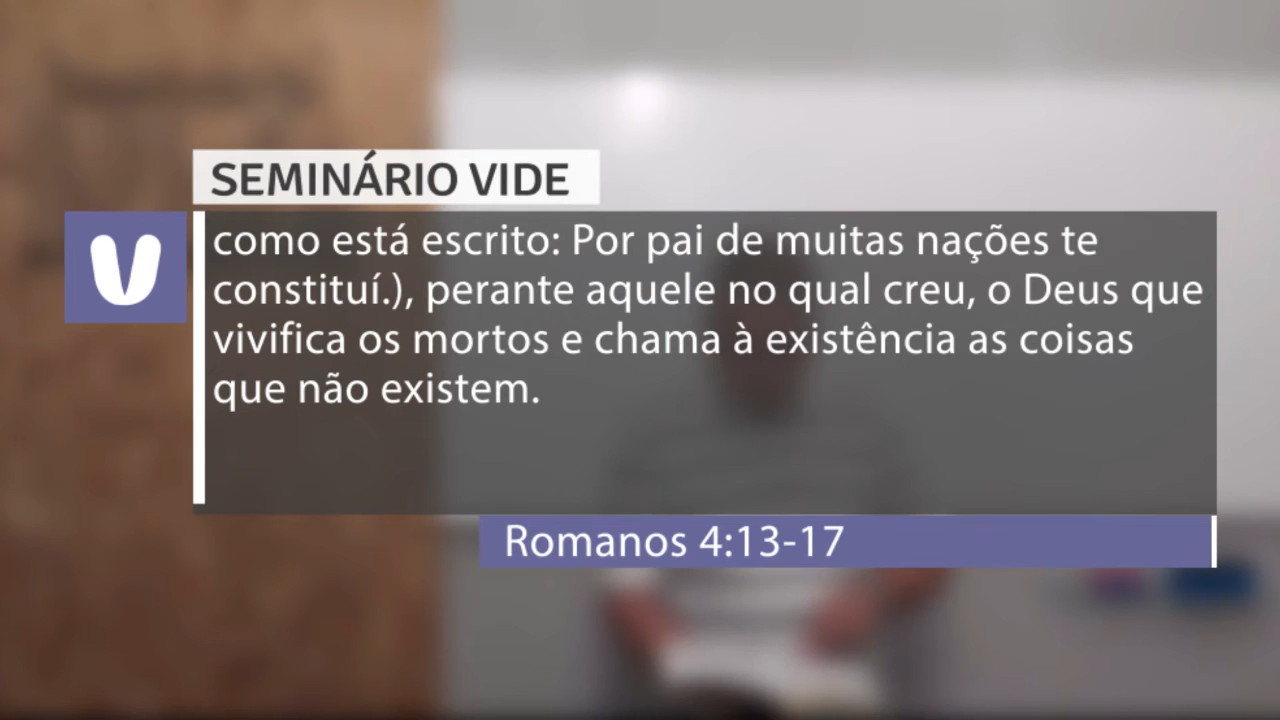 SEMINÁRIO VIDE
V
como está escrito: Por pai de muitas nações te
constituí.), perante aquele no qual creu, o Deus que
vivifica os mortos e chama à existência as coisas
que não existem.
Romanos 4:13-17